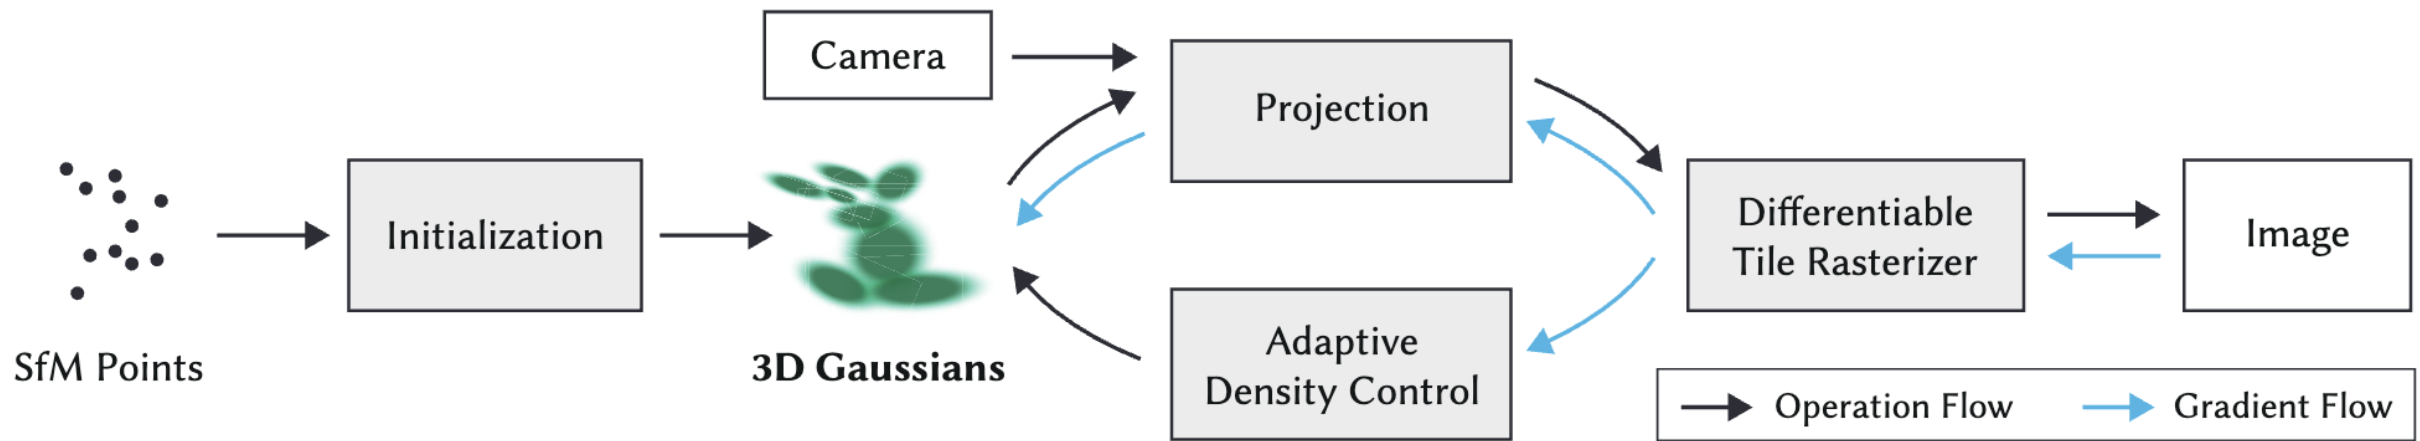 Camera
Projection
Initialization
Differentiable
Tile Rasterizer
Image
SfM Points
3D Gaussians
Adaptive
Density Control
Operation Flow
Gradient Flow